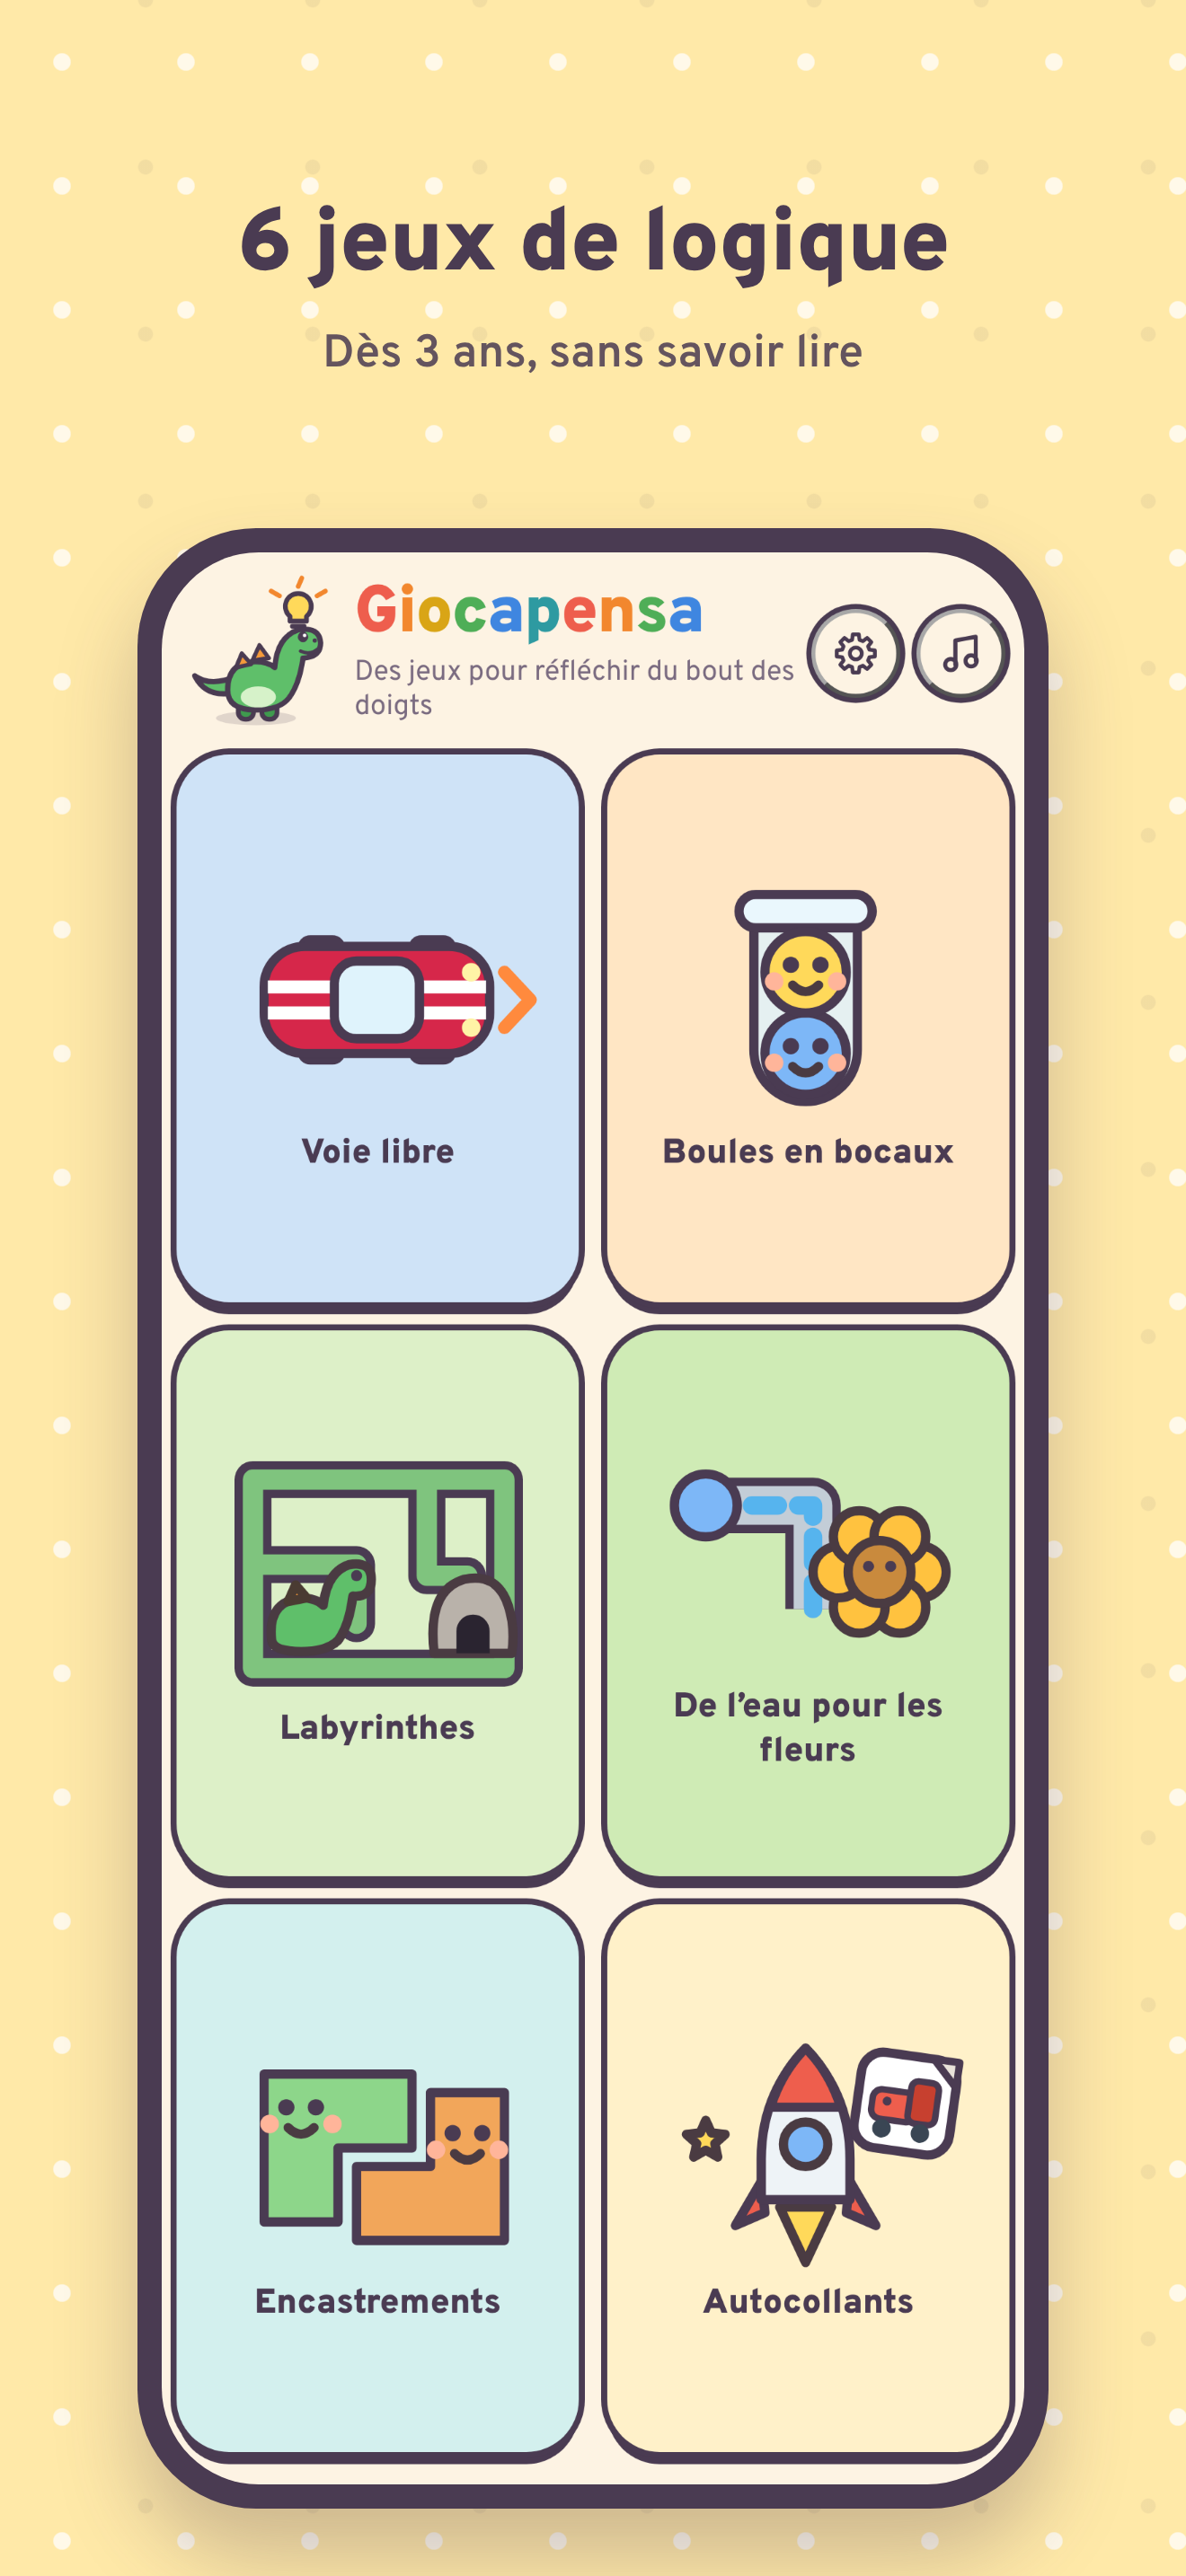 6 jeux de logique
Dès 3 ans, sans savoir lire
Giocapensa
Des jeux pour réfléchir du bout des
doigts
Voie libre
Boules en bocaux
Labyrinthes
De l’eau pour les
fleurs
Encastrements
Autocollants